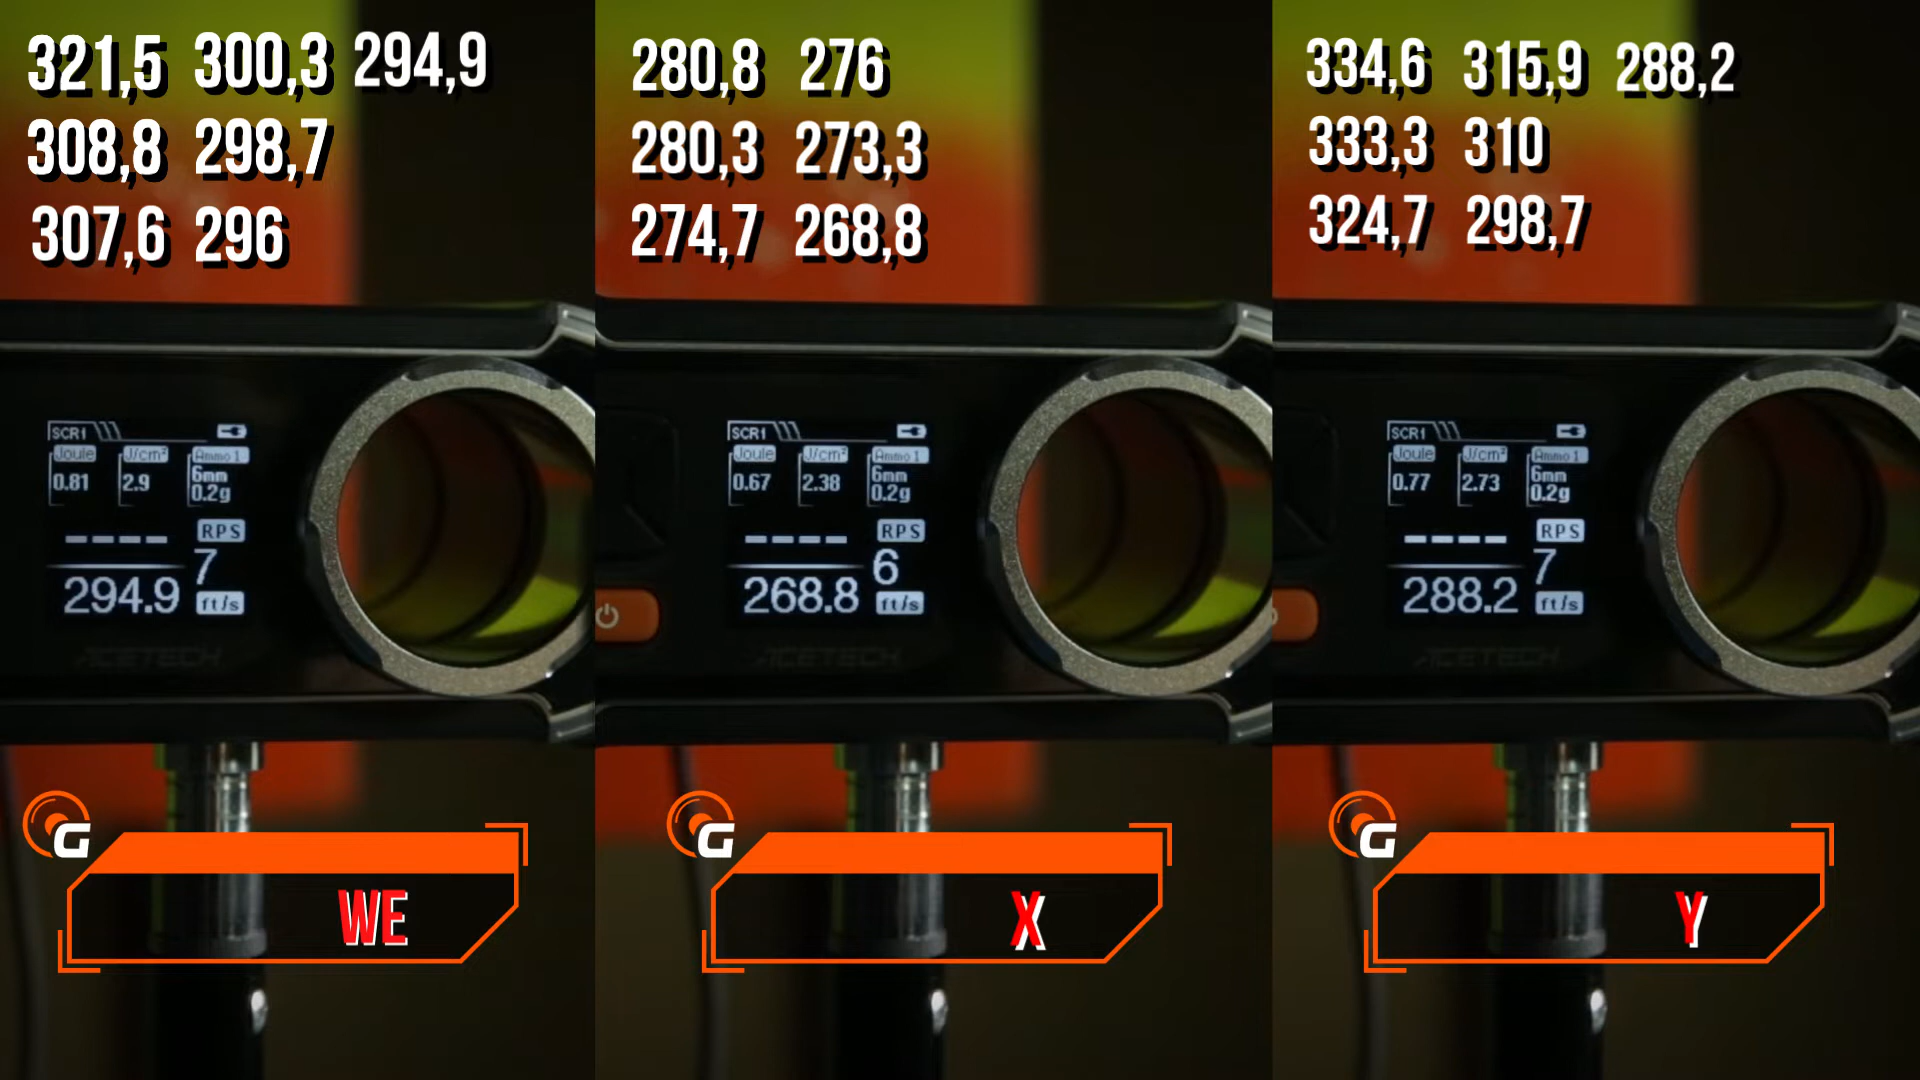 321,5 300,3 294,9
308,8 298,7
307,6 296
SCR1
Joule J/cm² Ammo 1
0.81 2.9 6mm
0.2g
---- RPS
7
294.9 ft/s
ACETECH
G
WE
280,8 276
280,3 273,3
274,7 268,8
SCR1
Joule J/cm² Ammo 1
0.67 2.38 6mm
0.2g
---- RPS
6
268.8 ft/s
ACETECH
G
X
334,6 315,9 288,2
333,3 310
324,7 298,7
SCR1
Joule J/cm² Ammo 1
0.77 2.73 6mm
0.2g
---- RPS
7
288.2 ft/s
ACETECH
G
Y